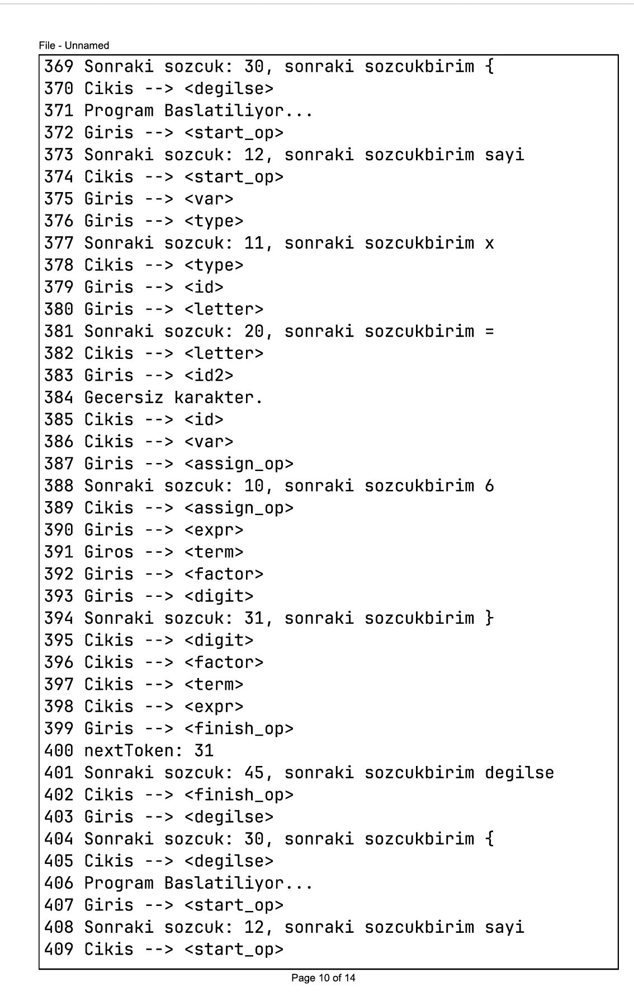 File - Unnamed
369 Sonraki sozcuk: 30, sonraki sozcukbirim {
370 Cikis --> <degilse>
371 Program Baslatiliyor...
372 Giris --> <start_op>
373 Sonraki sozcuk: 12, sonraki sozcukbirim sayi
374 Cikis --> <start_op>
375 Giris --> <var>
376 Giris --> <type>
377 Sonraki sozcuk: 11, sonraki sozcukbirim x
378 Cikis --> <type>
379 Giris --> <id>
380 Giris --> <letter>
381 Sonraki sozcuk: 20, sonraki sozcukbirim =
382 Cikis --> <letter>
383 Giris --> <id2>
384 Gecersiz karakter.
385 Cikis --> <id>
386 Cikis --> <var>
387 Giris --> <assign_op>
388 Sonraki sozcuk: 10, sonraki sozcukbirim 6
389 Cikis --> <assign_op>
390 Giris --> <expr>
391 Giros --> <term>
392 Giris --> <factor>
393 Giris --> <digit>
394 Sonraki sozcuk: 31, sonraki sozcukbirim }
395 Cikis --> <digit>
396 Cikis --> <factor>
397 Cikis --> <term>
398 Cikis --> <expr>
399 Giris --> <finish_op>
400 nextToken: 31
401 Sonraki sozcuk: 45, sonraki sozcukbirim degilse
402 Cikis --> <finish_op>
403 Giris --> <degilse>
404 Sonraki sozcuk: 30, sonraki sozcukbirim {
405 Cikis --> <degilse>
406 Program Baslatiliyor...
407 Giris --> <start_op>
408 Sonraki sozcuk: 12, sonraki sozcukbirim sayi
409 Cikis --> <start_op>
Page 10 of 14